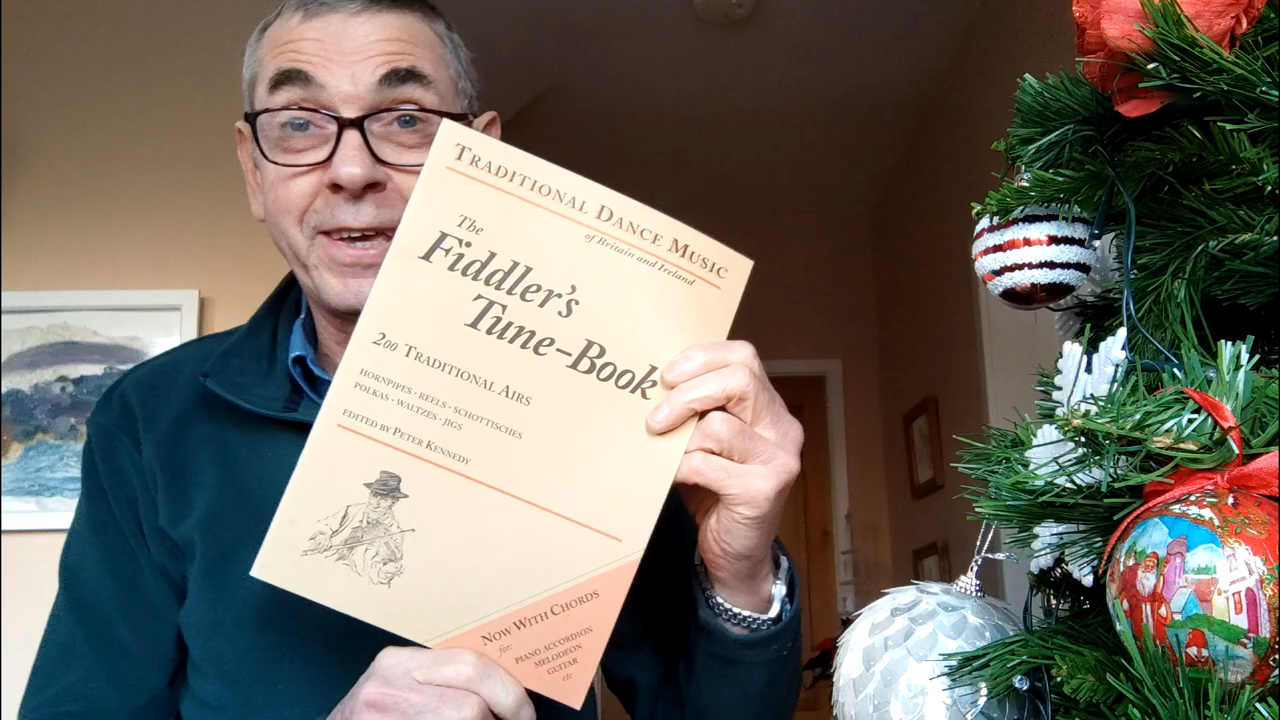 TRADITIONAL DANCE MUSIC
of Britain and Ireland
The
Fiddler's
Tune-Book
200 TRADITIONAL AIRS
HORNPIPES · REELS · SCHOTTISCHES
POLKAS · WALTZES · JIGS
EDITED BY PETER KENNEDY
NOW WITH CHORDS
for:
PIANO ACCORDION
MELODEON
GUITAR
etc